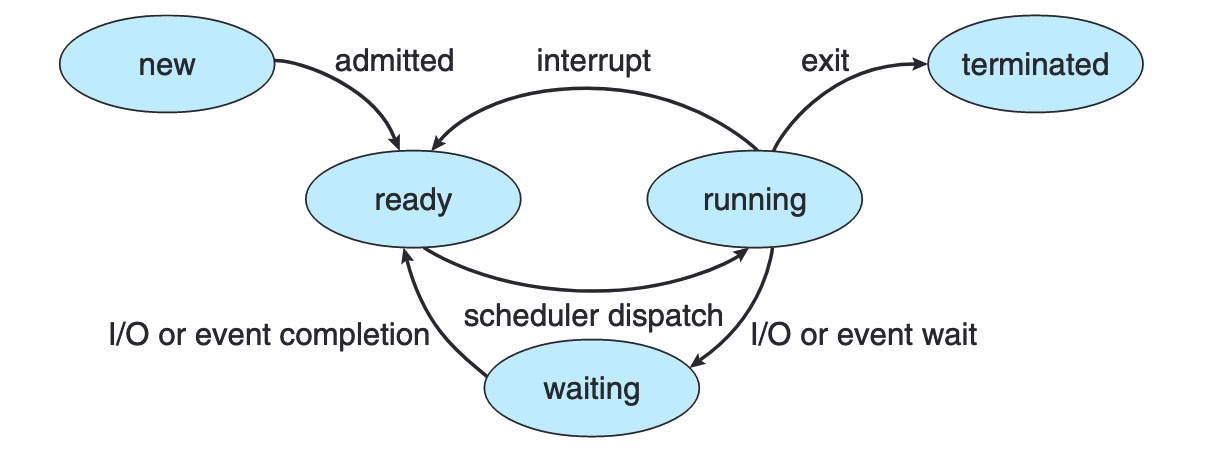 new
admitted
interrupt
exit
terminated
ready
running
scheduler dispatch
I/O or event completion
I/O or event wait
waiting